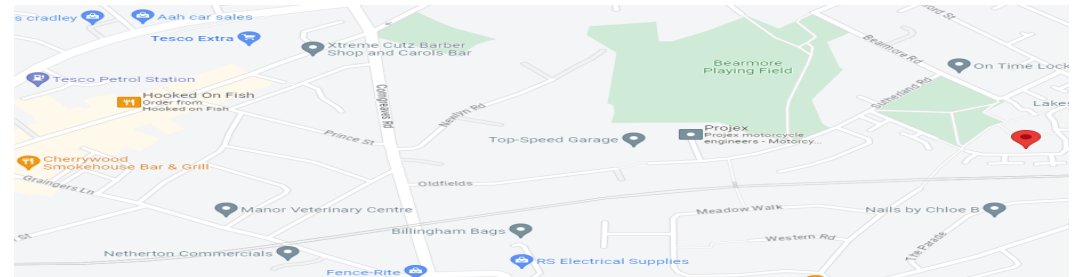 s cradley
Aah car sales
ord St
Tesco Extra
Xtreme Cutz Barber
Shop and Carols Bar
Bearmore Rd
Bearmore
Playing Field
On Time Lock
Tesco Petrol Station
Hooked On Fish
Order from
Hooked on Fish
Corngreaves Rd
Newlyn Rd
Sutherland Rd
Lakes
Prince St
Top-Speed Garage
Projex
Projex motorcycle
engineers - Motorcy...
Cherrywood
Smokehouse Bar & Grill
Graingers Ln
Oldfields
Manor Veterinary Centre
Meadow Walk
Nails by Chloe B
Billingham Bags
Western Rd
The Parade
n St
Netherton Commercials
RS Electrical Supplies
Fence-Rite